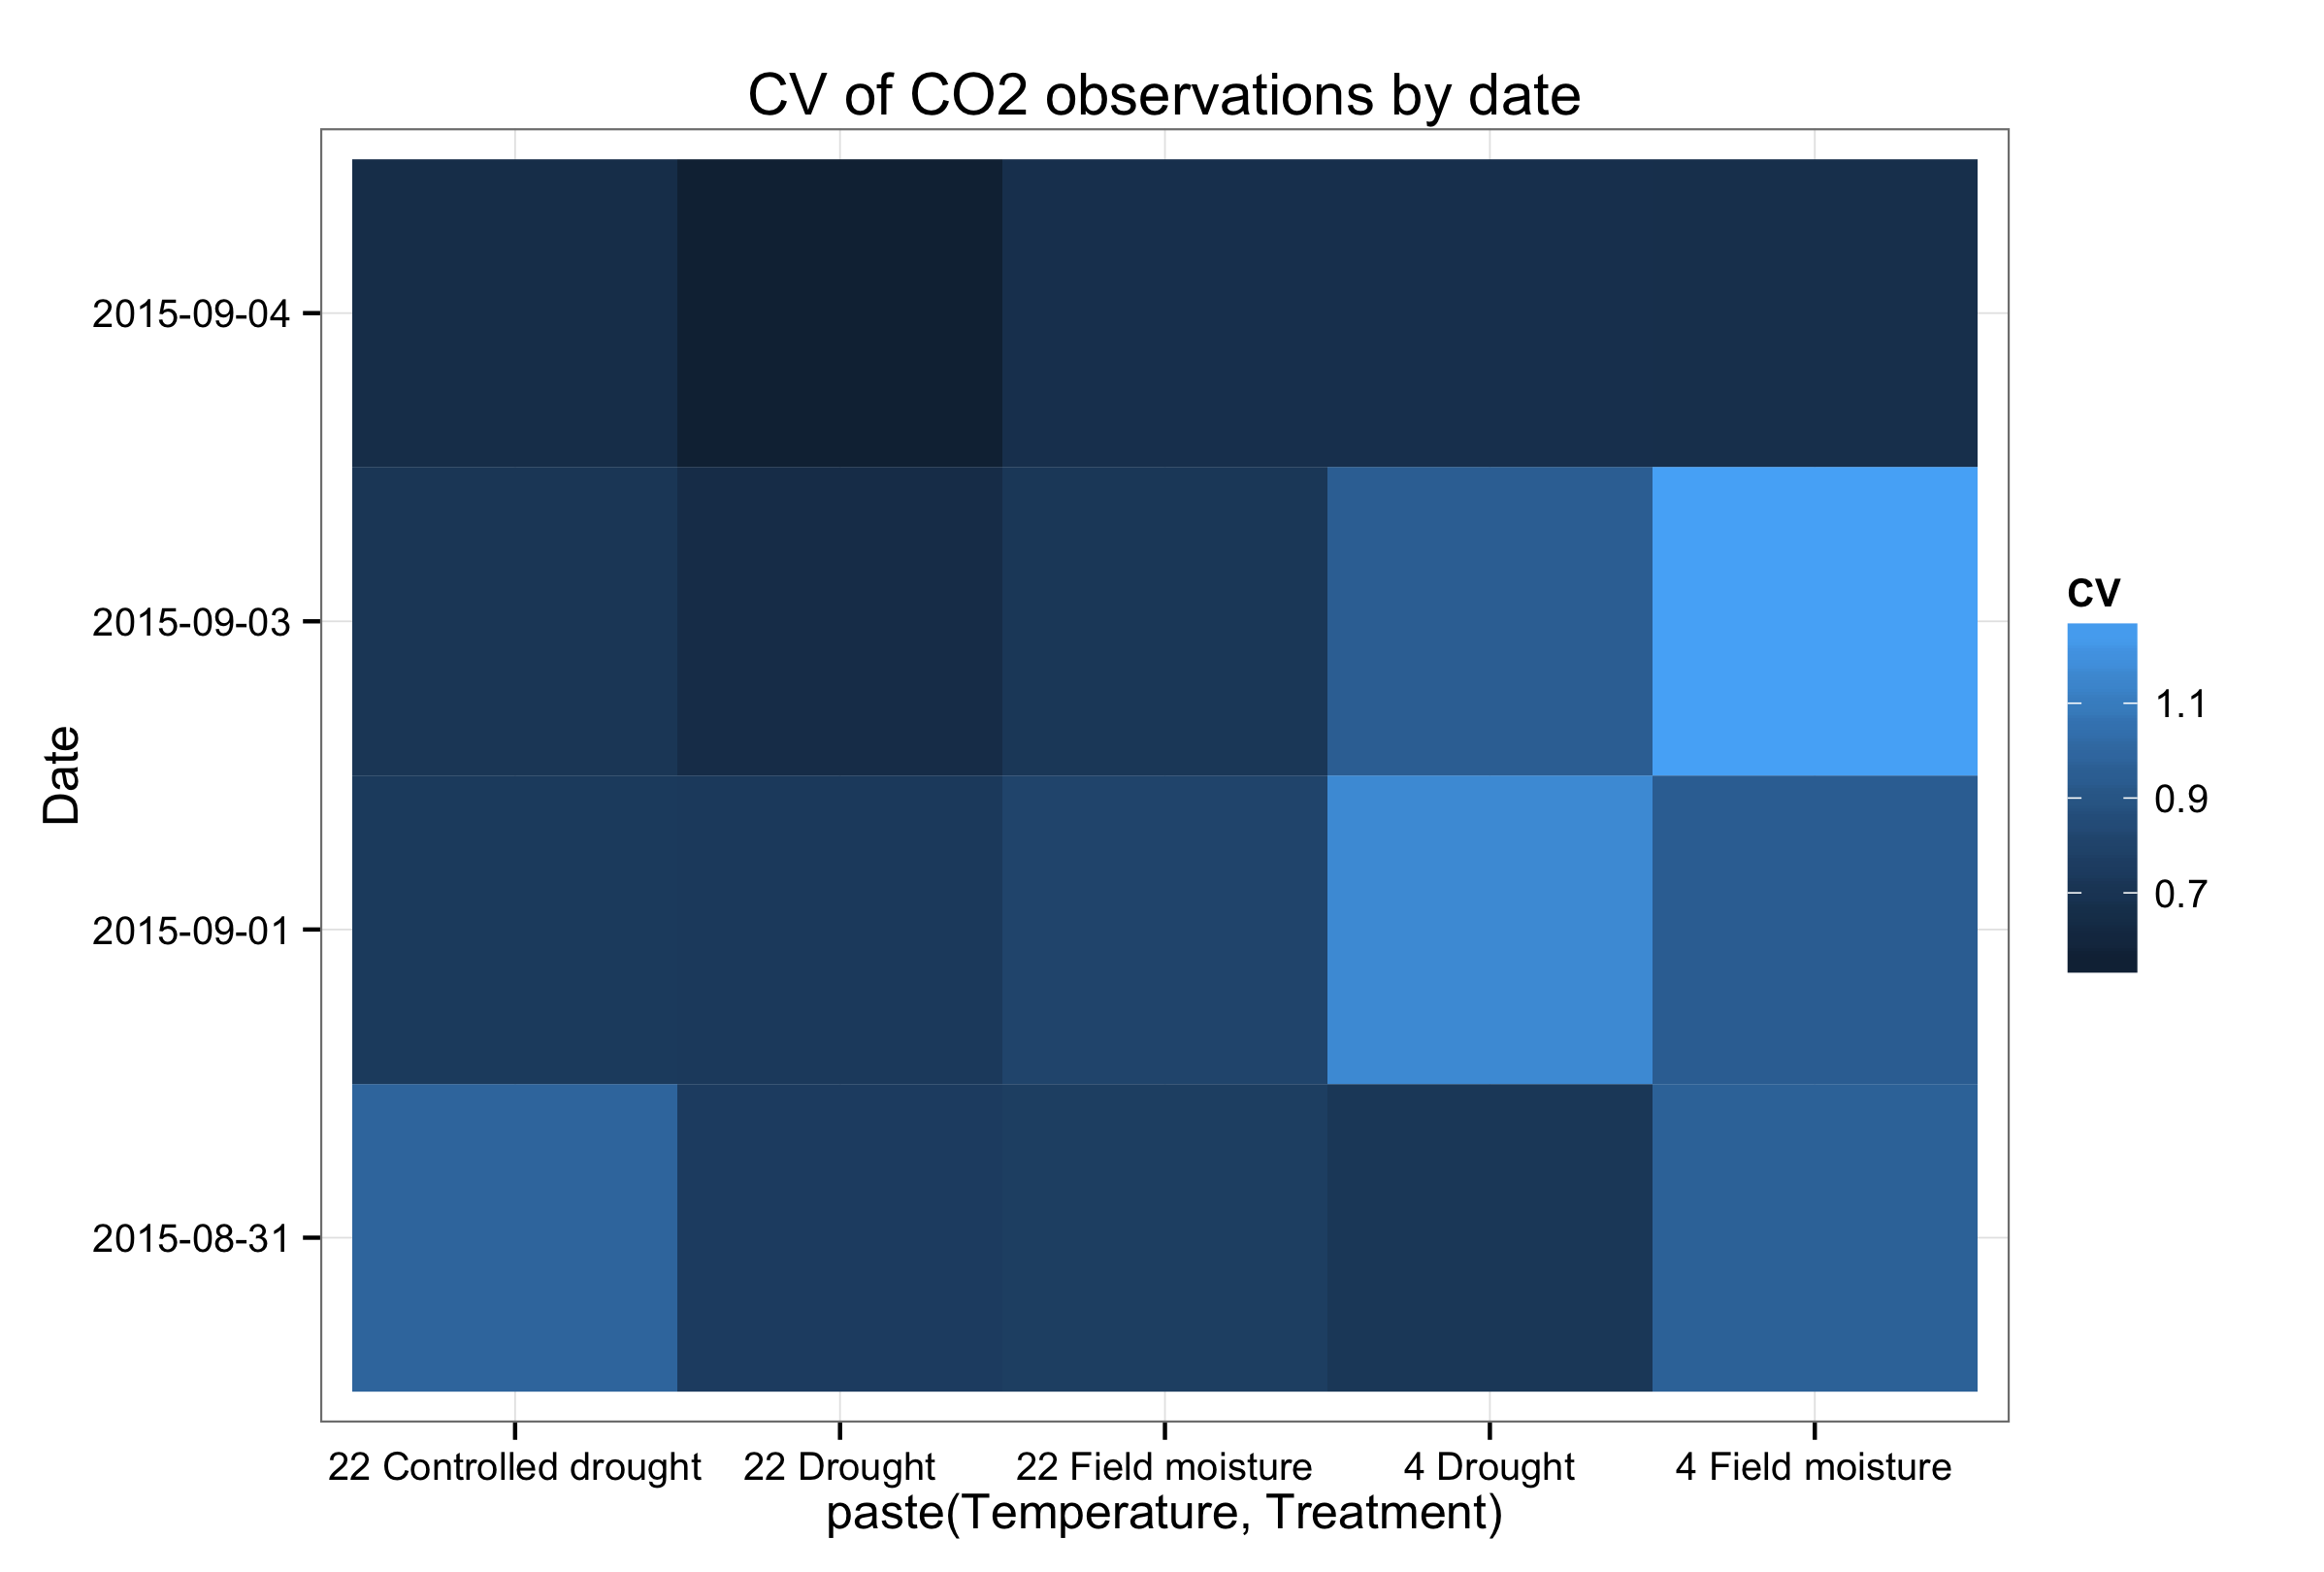 CV of CO2 observations by date
Date
2015-09-04
2015-09-03
2015-09-01
2015-08-31
22 Controlled drought
22 Drought
22 Field moisture
4 Drought
4 Field moisture
paste(Temperature, Treatment)
cv
1.1
0.9
0.7